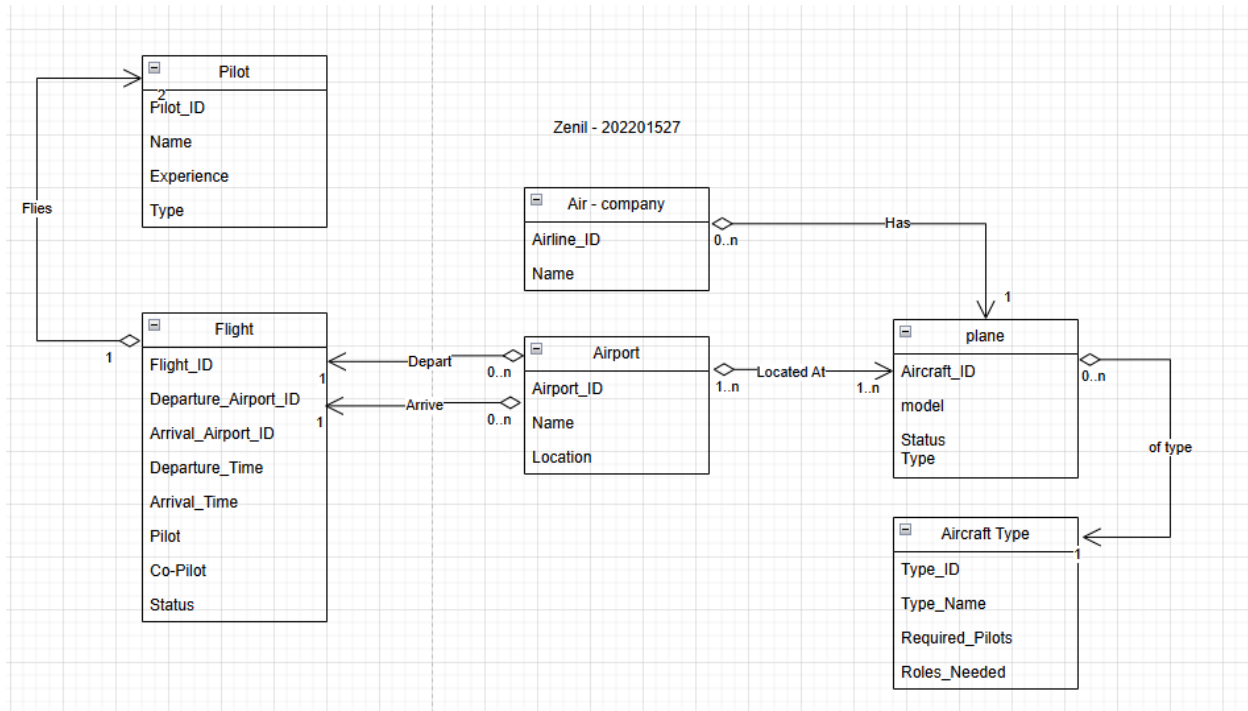 Pilot
2
Pilot_ID
Name
Experience
Type
Flies
1
Zenil - 202201527
Air - company
Airline_ID
Name
0..n
Has
1
Flight
Flight_ID
Departure_Airport_ID
Arrival_Airport_ID
Departure_Time
Arrival_Time
Pilot
Co-Pilot
Status
1
Depart
0..n
1
Arrive
0..n
Airport
Airport_ID
Name
Location
1..n
Located At
1..n
plane
Aircraft_ID
model
Status
Type
0..n
of type
1
Aircraft Type
Type_ID
Type_Name
Required_Pilots
Roles_Needed